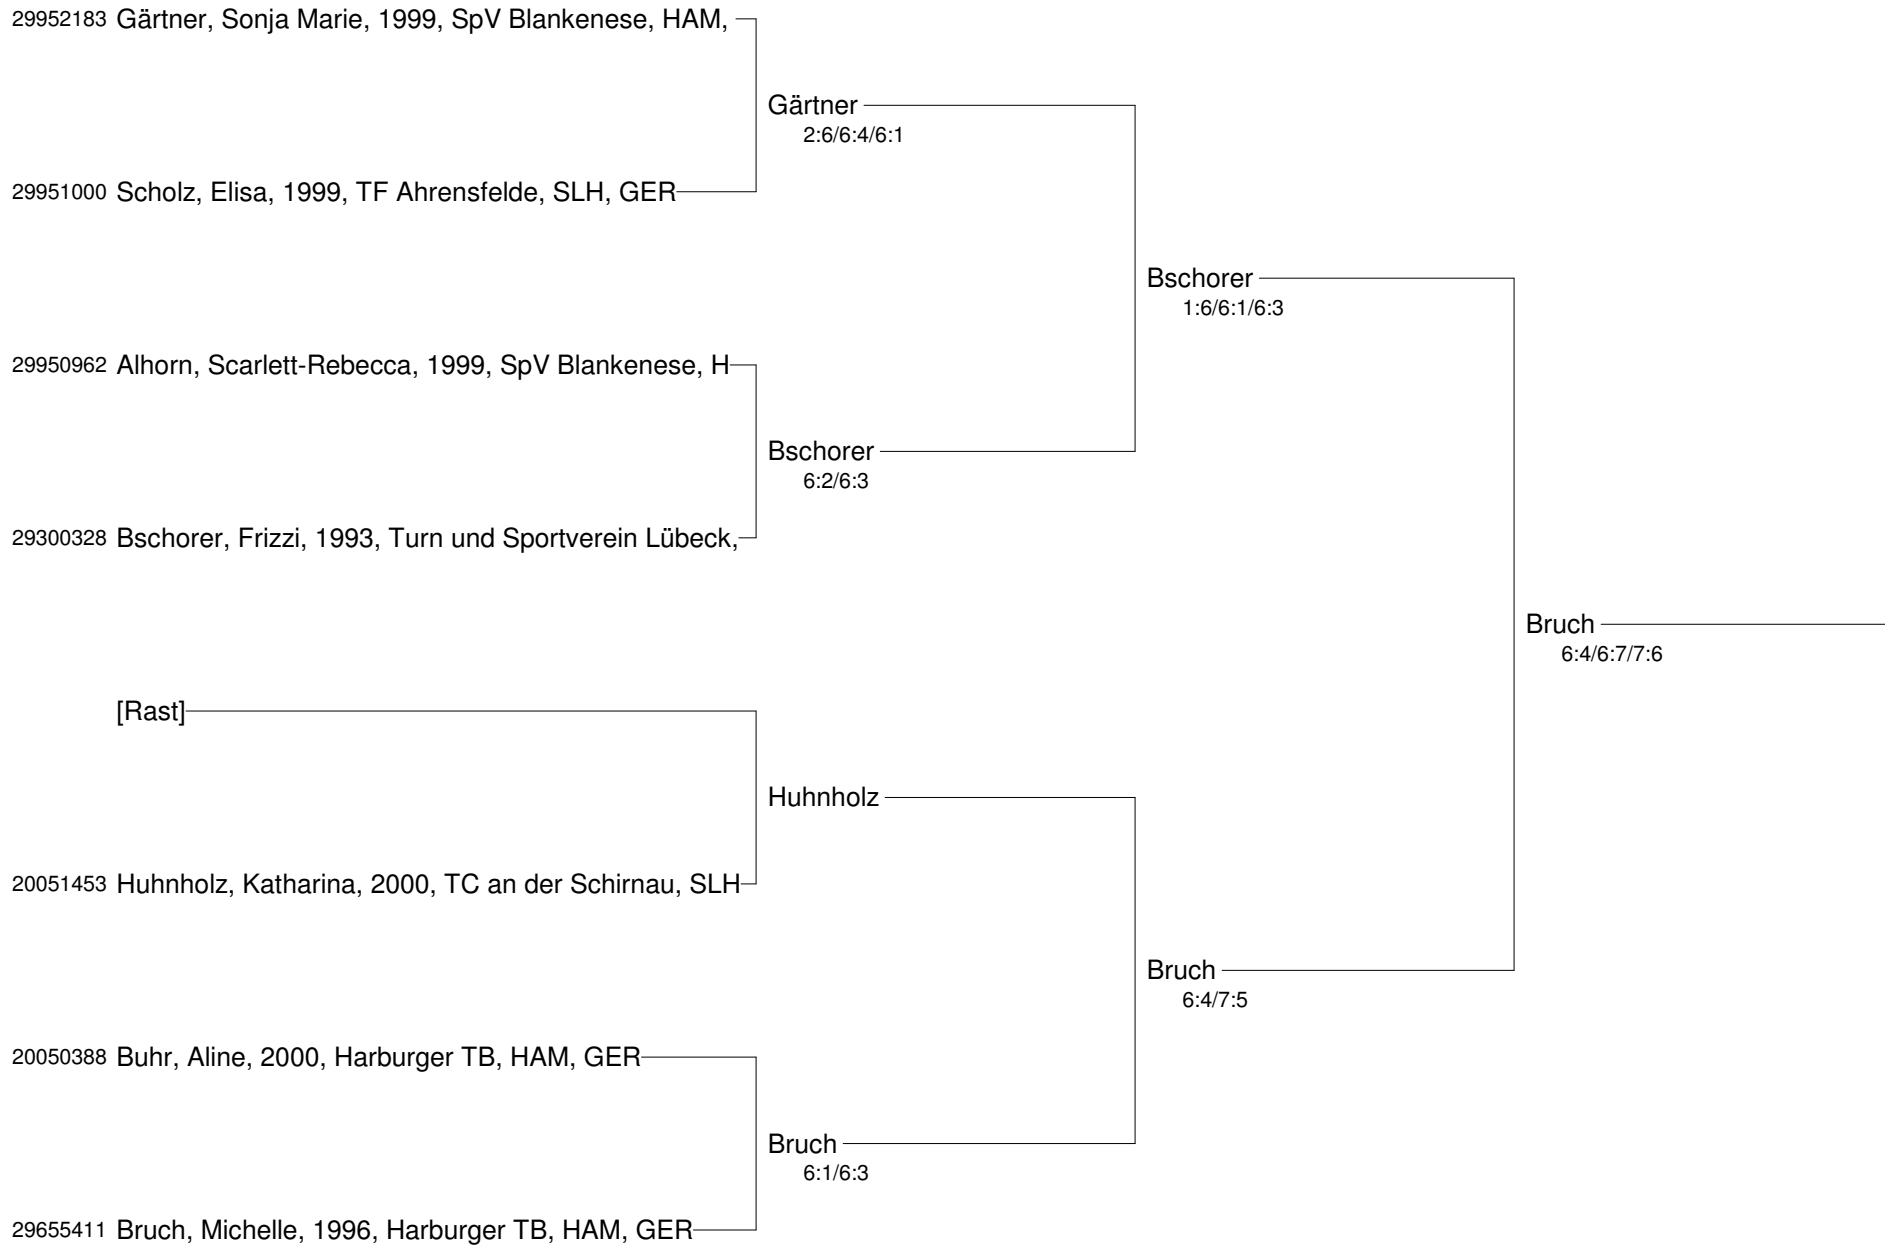 29952183 Gärtner, Sonja Marie, 1999, SpV Blankenese, HAM,
Gärtner
2:6/6:4/6:1
29951000 Scholz, Elisa, 1999, TF Ahrensfelde, SLH, GER
Bschorer
1:6/6:1/6:3
29950962 Alhorn, Scarlett-Rebecca, 1999, SpV Blankenese, H
Bschorer
6:2/6:3
29300328 Bschorer, Frizzi, 1993, Turn und Sportverein Lübeck,
Bruch
6:4/6:7/7:6
[Rast]
Huhnholz
20051453 Huhnholz, Katharina, 2000, TC an der Schirnau, SLH
Bruch
6:4/7:5
20050388 Buhr, Aline, 2000, Harburger TB, HAM, GER
Bruch
6:1/6:3
29655411 Bruch, Michelle, 1996, Harburger TB, HAM, GER